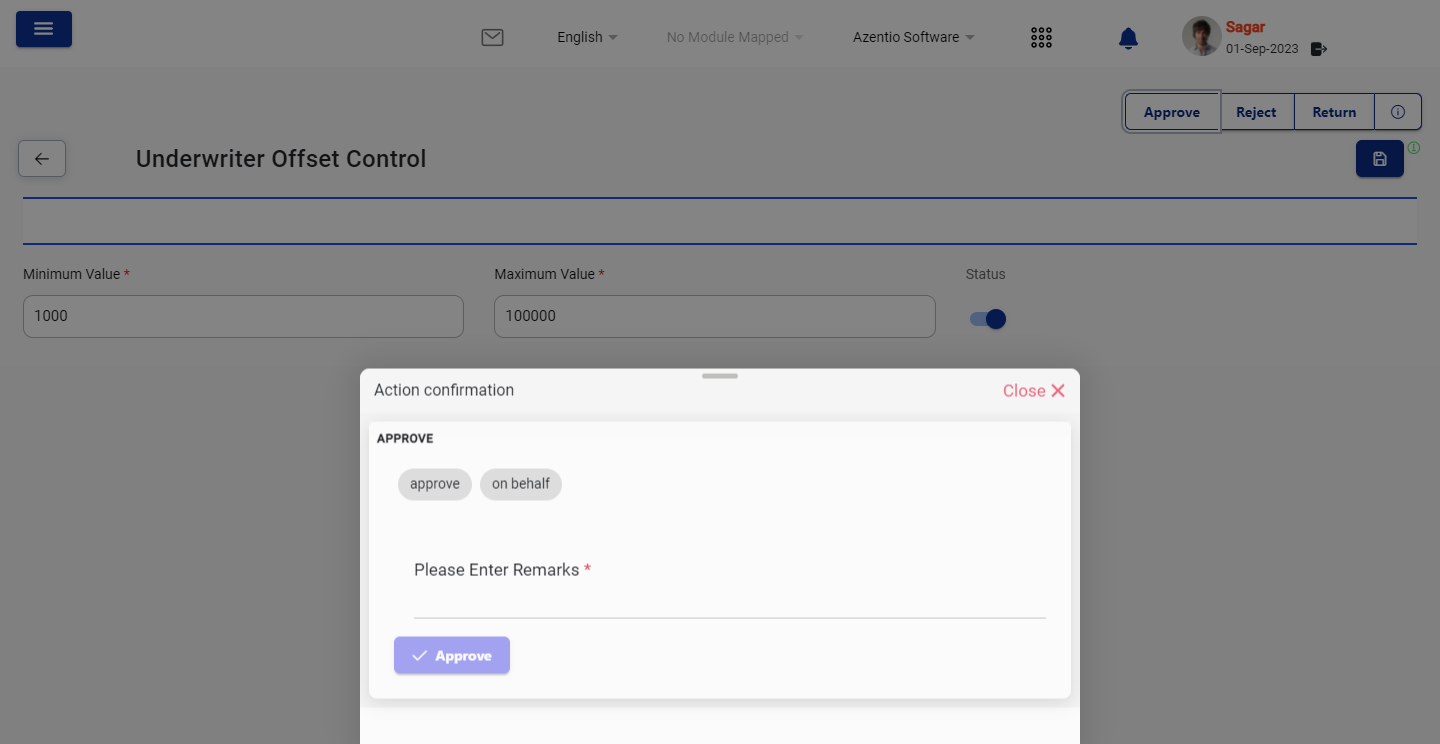 English
No Module Mapped
Azentio Software
Sagar
01-Sep-2023
Approve
Reject
Return
Underwriter Offset Control
Minimum Value *
Maximum Value *
Status
1000
100000
Action confirmation
Close
APPROVE
approve
on behalf
Please Enter Remarks *
Approve